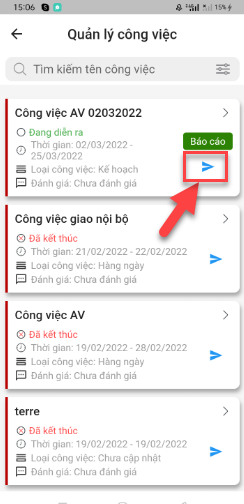 15:06
15%
Quản lý công việc
Tìm kiếm tên công việc
Công việc AV 02032022
Đang diễn ra
Thời gian: 02/03/2022 -
25/03/2022
Báo cáo
Loại công việc: Kế hoạch
Đánh giá: Chưa đánh giá
Công việc giao nội bộ
Đã kết thúc
Thời gian: 21/02/2022 - 22/02/2022
Loại công việc: Hàng ngày
Đánh giá: Chưa đánh giá
Công việc AV
Đã kết thúc
Thời gian: 19/02/2022 - 28/02/2022
Loại công việc: Hàng ngày
Đánh giá: Chưa đánh giá
terre
Đã kết thúc
Thời gian: 19/02/2022 - 19/02/2022
Loại công việc: Chưa cập nhật
Đánh giá: Chưa đánh giá